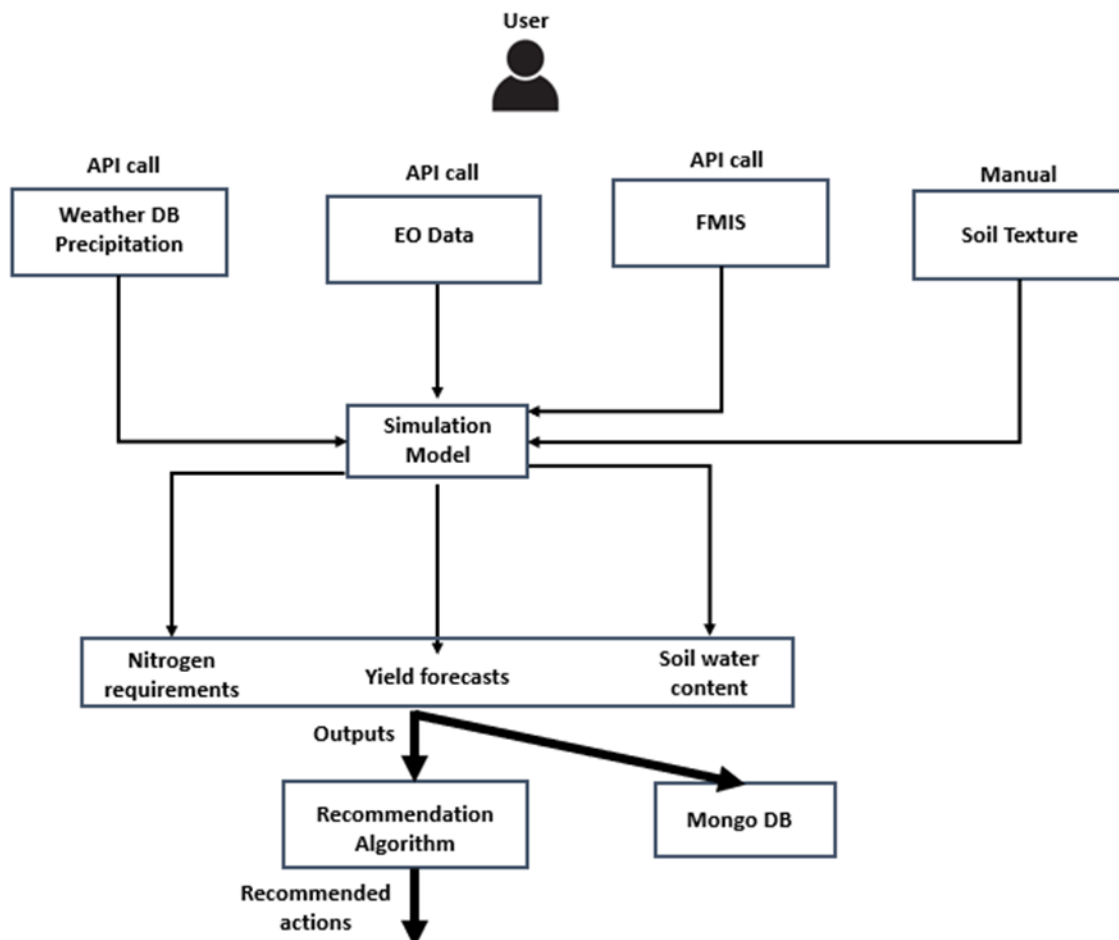 User
API call
API call
API call
Manual
Weather DB
Precipitation
EO Data
FMIS
Soil Texture
Simulation
Model
Nitrogen
requirements
Yield forecasts
Soil water
content
Outputs
Recommendation
Algorithm
Mongo DB
Recommended
actions